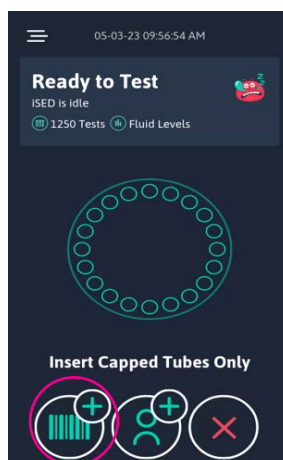 05-03-23 09:56:54 AM
Ready to Test
iSED is idle
1250 Tests Fluid Levels
Insert Capped Tubes Only